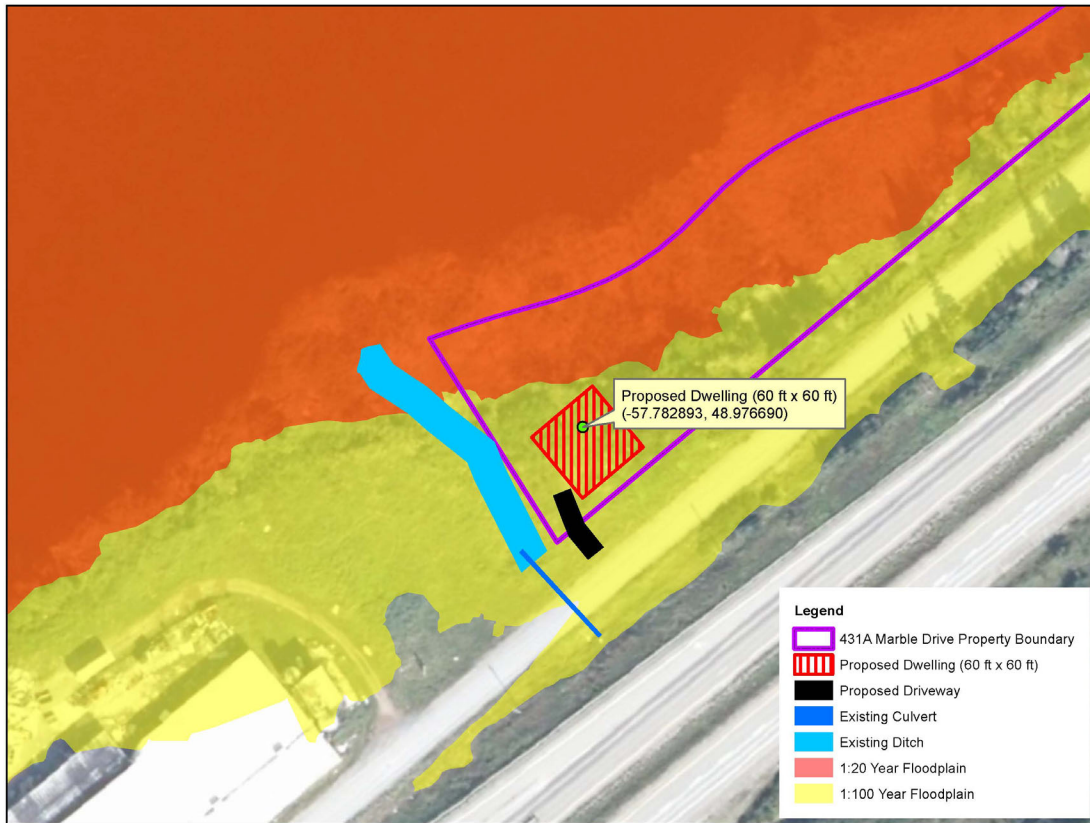 Proposed Dwelling (60 ft x 60 ft)
(-57.782893, 48.976690)
Legend
431A Marble Drive Property Boundary
Proposed Dwelling (60 ft x 60 ft)
Proposed Driveway
Existing Culvert
Existing Ditch
1:20 Year Floodplain
1:100 Year Floodplain